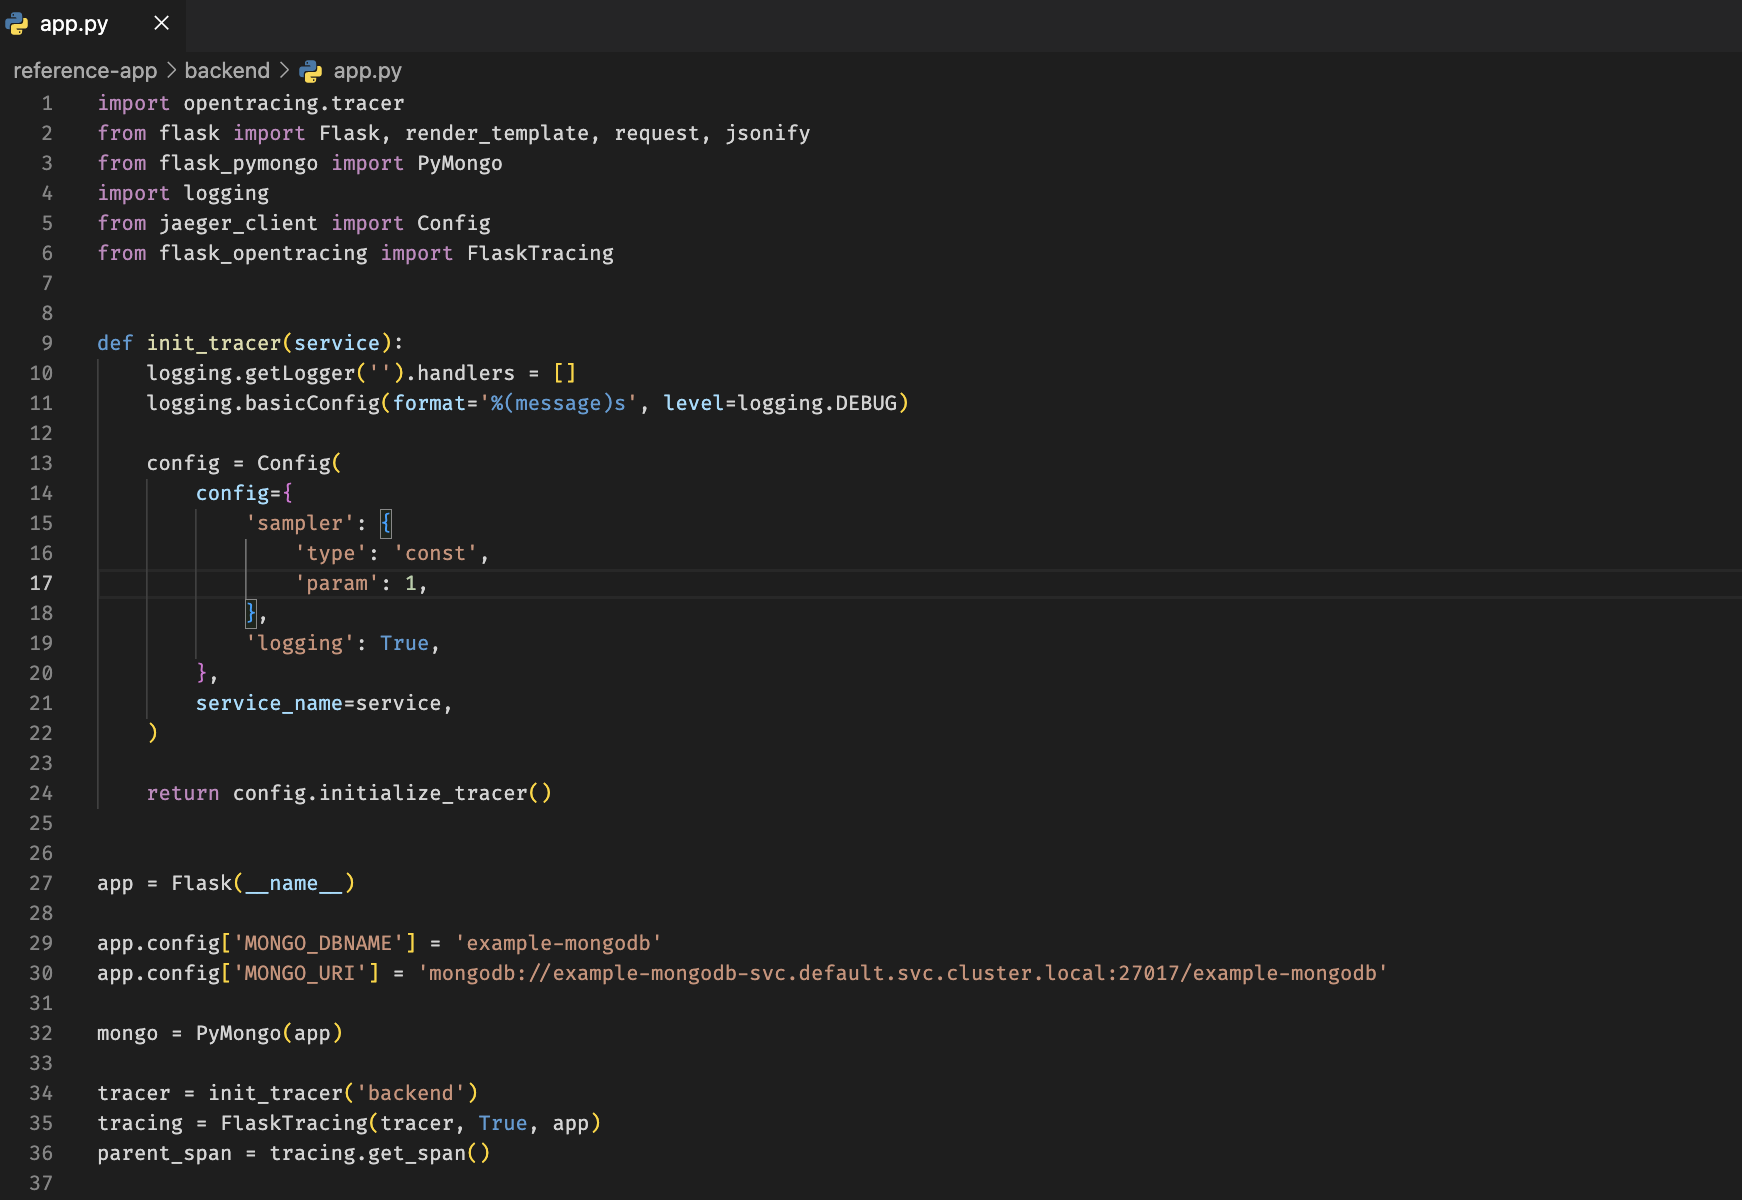 app.py
reference-app > backend > app.py
1 import opentracing.tracer
2 from flask import Flask, render_template, request, jsonify
3 from flask_pymongo import PyMongo
4 import logging
5 from jaeger_client import Config
6 from flask_opentracing import FlaskTracing
7
8
9 def init_tracer(service):
10     logging.getLogger('').handlers = []
11     logging.basicConfig(format='%(message)s', level=logging.DEBUG)
12
13     config = Config(
14         config={
15             'sampler': {
16                 'type': 'const',
17                 'param': 1,
18             },
19             'logging': True,
20         },
21         service_name=service,
22     )
23
24     return config.initialize_tracer()
25
26
27 app = Flask(__name__)
28
29 app.config['MONGO_DBNAME'] = 'example-mongodb'
30 app.config['MONGO_URI'] = 'mongodb://example-mongodb-svc.default.svc.cluster.local:27017/example-mongodb'
31
32 mongo = PyMongo(app)
33
34 tracer = init_tracer('backend')
35 tracing = FlaskTracing(tracer, True, app)
36 parent_span = tracing.get_span()
37